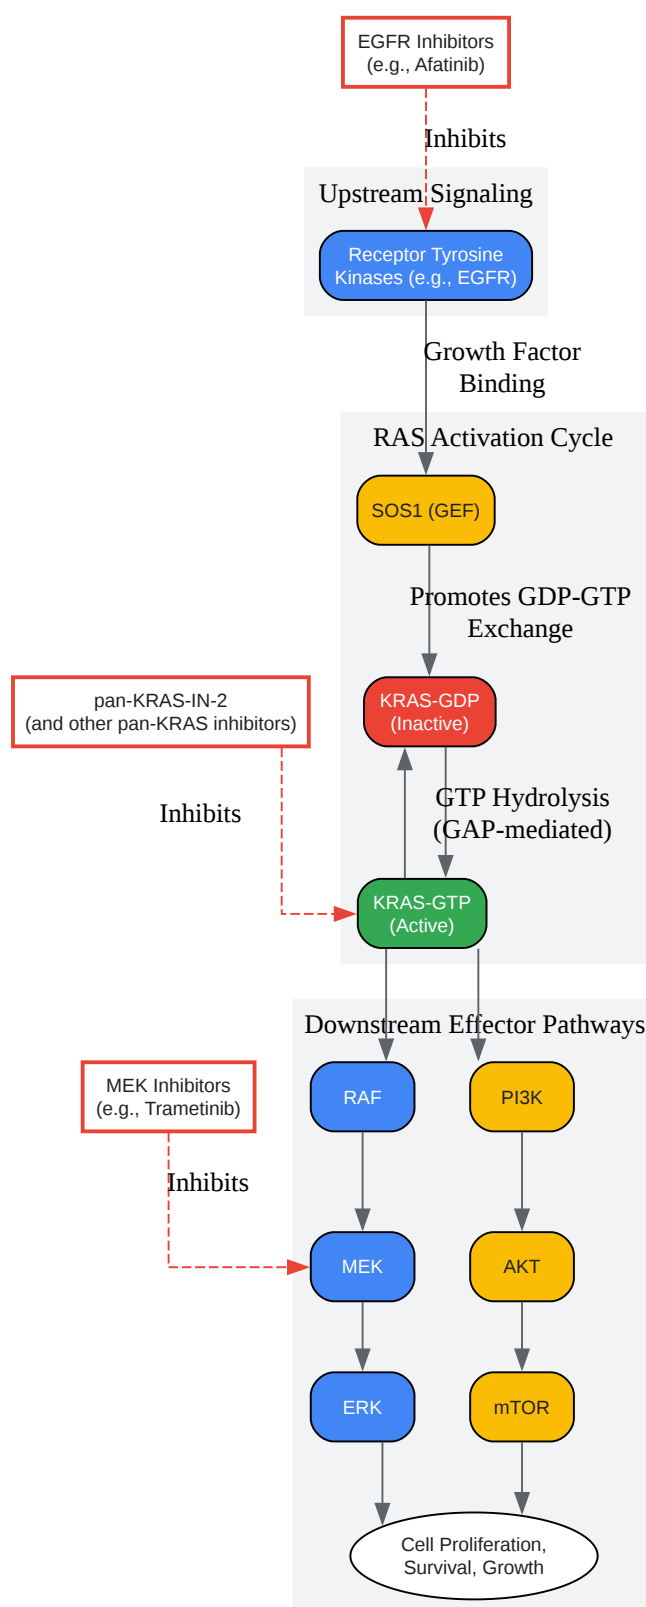 EGFR Inhibitors
(e.g., Afatinib)
Inhibits
Upstream Signaling
Receptor Tyrosine
Kinases (e.g., EGFR)
Growth Factor
Binding
RAS Activation Cycle
SOS1 (GEF)
Promotes GDP-GTP
Exchange
pan-KRAS-IN-2
(and other pan-KRAS inhibitors)
KRAS-GDP
(Inactive)
Inhibits
GTP Hydrolysis
(GAP-mediated)
KRAS-GTP
(Active)
Downstream Effector Pathways
MEK Inhibitors
(e.g., Trametinib)
RAF
PI3K
Inhibits
MEK
AKT
ERK
mTOR
Cell Proliferation,
Survival, Growth